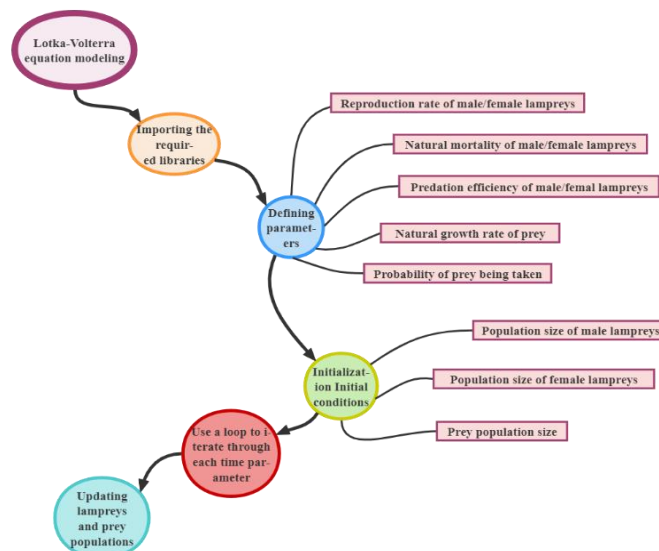 Lotka-Volterra
equation modeling
Importing the
requir-
ed libraries
Reproduction rate of male/female lampreys
Natural mortality of male/female lampreys
Predation efficiency of male/femal lampreys
Defining
paramet-
ers
Natural growth rate of prey
Probability of prey being taken
Population size of male lampreys
Initializat-
ion Initial
conditions
Population size of female lampreys
Prey population size
Use a loop to i-
terate through
each time par-
ameter
Updating
lampreys
and prey
populations